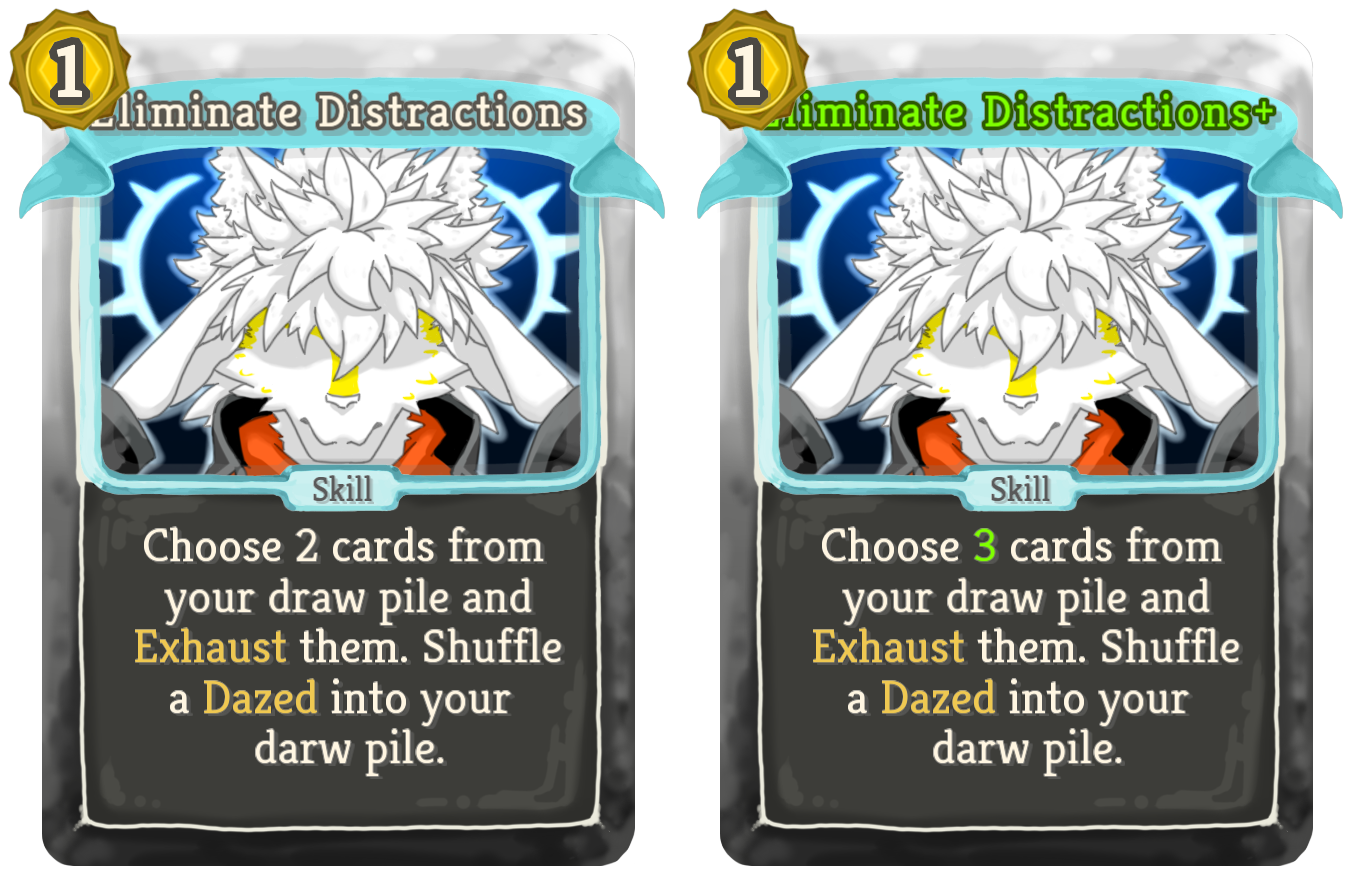 1
Eliminate Distractions
Skill
Choose 2 cards from
your draw pile and
Exhaust them. Shuffle
a Dazed into your
darw pile.
1
Eliminate Distractions+
Skill
Choose 3 cards from
your draw pile and
Exhaust them. Shuffle
a Dazed into your
darw pile.